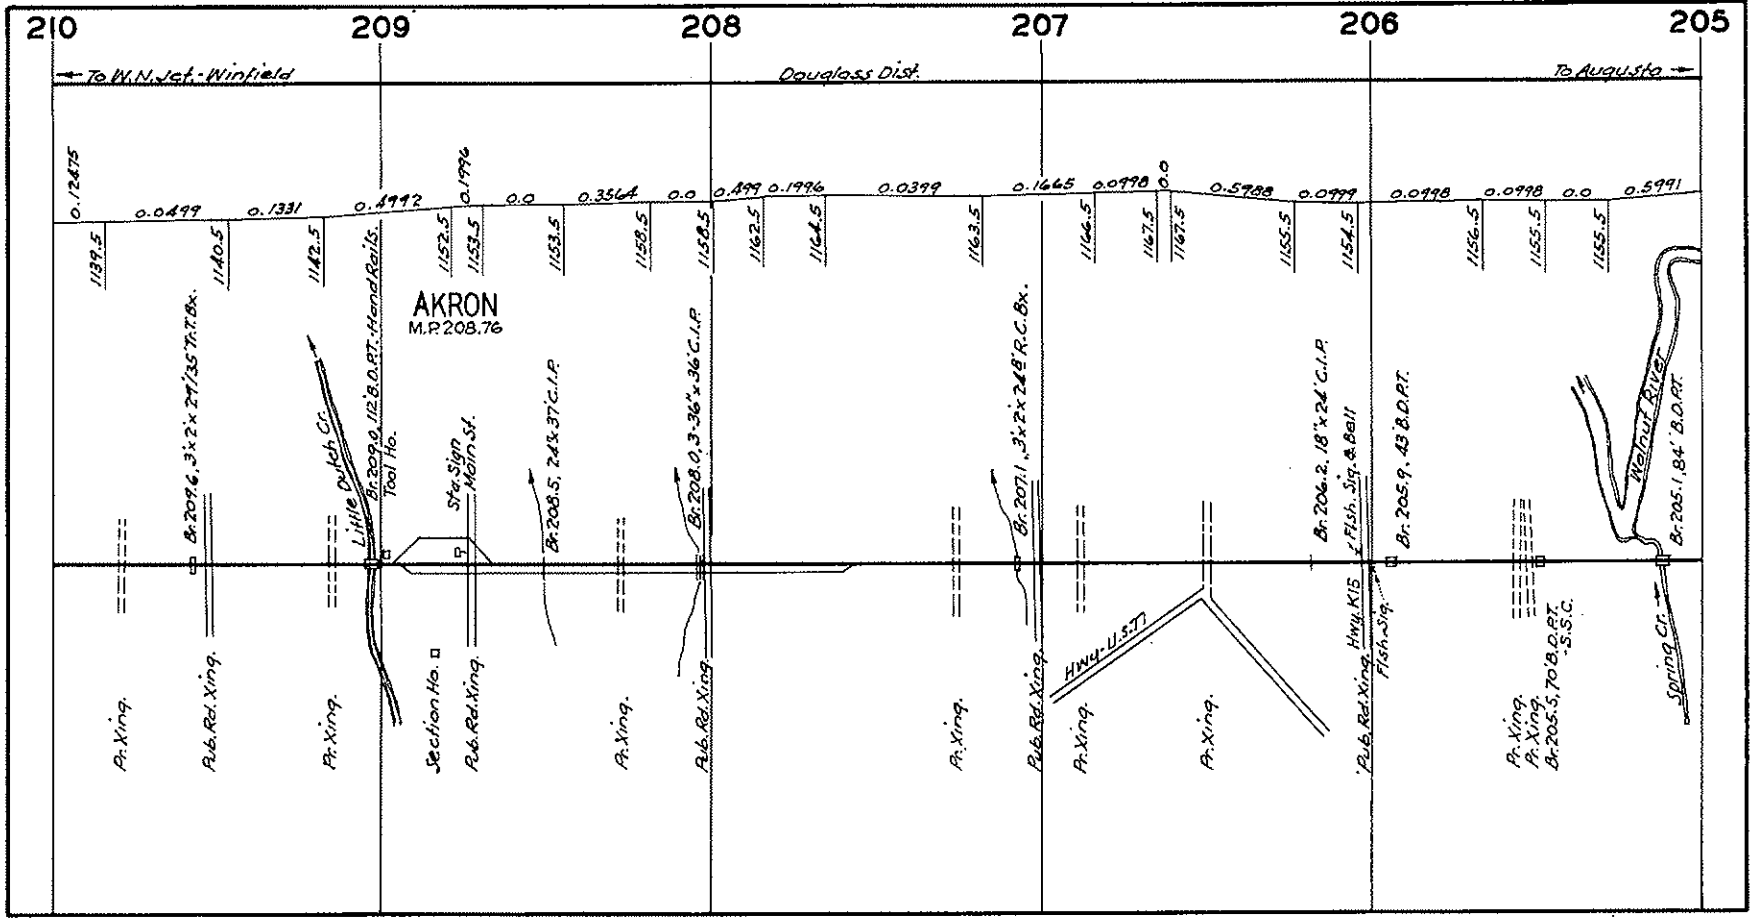 210 209 208 207 206 205
← To W.N.Jct.-Winfield Douglass Dist. To Augusta →
0.12475 0.0499 0.1331 0.4992 0.1996 0.0 0.3564 0.0 0.499 0.1996 0.0399 0.1665 0.0998 0.0 0.5988 0.0999 0.0998 0.0998 0.0 0.5991
1139.5 1140.5 1142.5 1152.5 1153.5 1153.5 1158.5 1158.5 1162.5 1164.5 1163.5 1166.5 1167.5 1167.5 1155.5 1154.5 1156.5 1155.5 1155.5
AKRON
M.P. 208.76
Br. 209.6, 3'x2'x29'/35'T.T.Bx.
Little Dutch Cr.
Br. 209.0, 112' B.D.P.T.-Hand Rails.
Tool Ho.
Sta. Sign
Main St.
Br. 208.5, 24"x37' C.I.P.
Br. 208.0, 3-36"x36' C.I.P.
Br. 207.1, 3'x2'x24' R.C.Bx.
Br. 206.2, 18"x24' C.I.P.
Flsh. Sig. & Bell
Br. 205.9, 43' B.D.P.T.
Walnut River
Br. 205.1, 84' B.D.P.T.
Pr. Xing.
Pub. Rd. Xing.
Pr. Xing.
Section Ho.
Pub. Rd. Xing.
Pr. Xing.
Pub. Rd. Xing.
Pr. Xing.
Pub. Rd. Xing.
Pr. Xing.
Hwy-U.S.77
Pr. Xing.
Pub. Rd. Xing. Hwy. K15
Flsh. Sig.
Pr. Xing.
Pr. Xing.
Br. 205.5, 70' B.D.P.T.
-S.S.C.
Spring Cr.